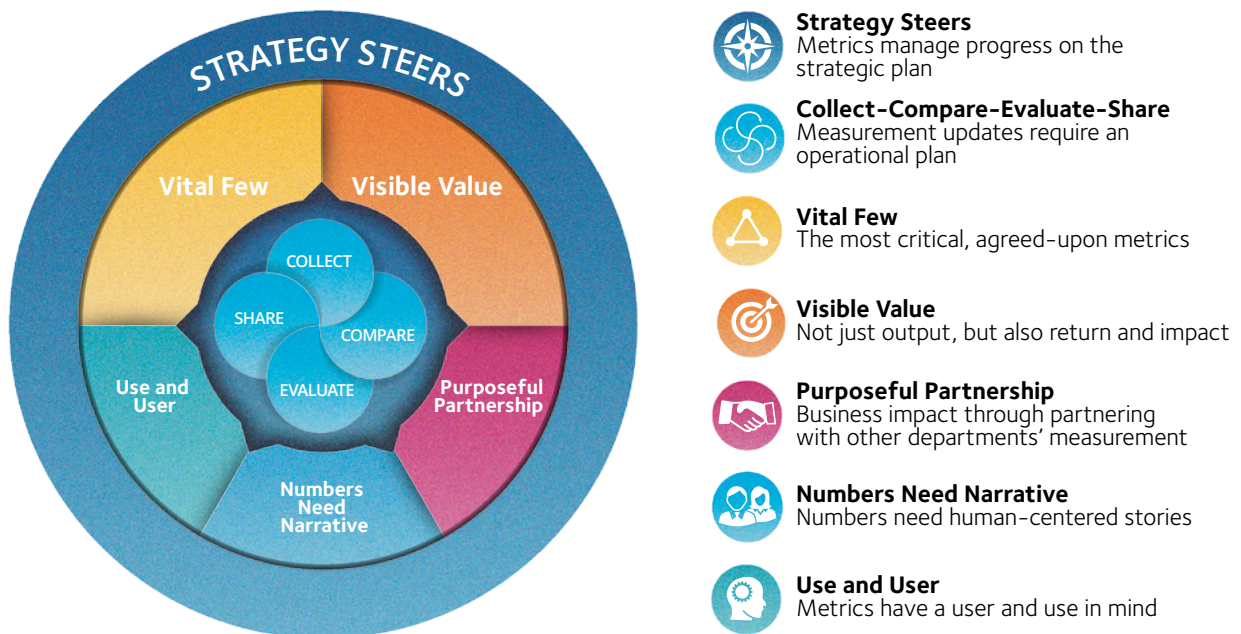 STRATEGY STEERS
Vital Few
Visible Value
COLLECT
SHARE
COMPARE
EVALUATE
Use and
User
Purposeful
Partnership
Numbers
Need
Narrative
Strategy Steers
Metrics manage progress on the
strategic plan
Collect-Compare-Evaluate-Share
Measurement updates require an
operational plan
Vital Few
The most critical, agreed-upon metrics
Visible Value
Not just output, but also return and impact
Purposeful Partnership
Business impact through partnering
with other departments’ measurement
Numbers Need Narrative
Numbers need human-centered stories
Use and User
Metrics have a user and use in mind